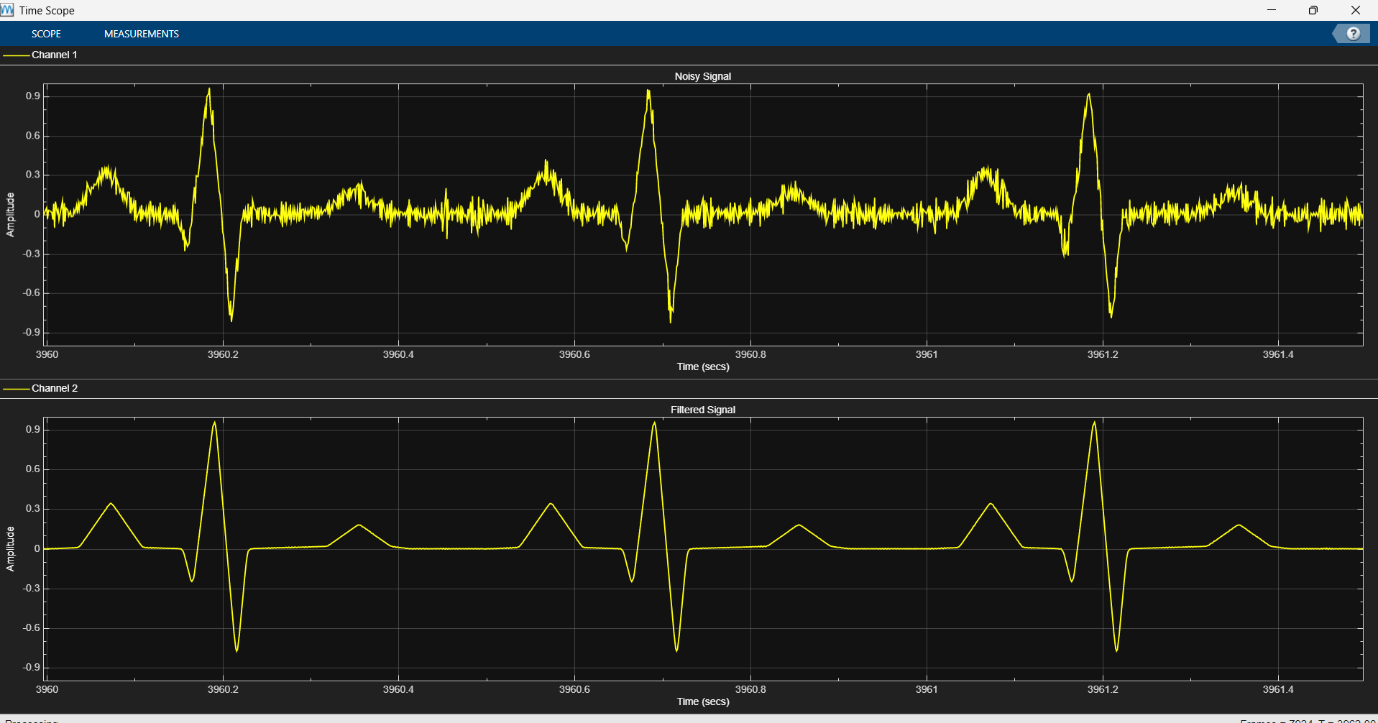 Time Scope
SCOPE MEASUREMENTS ?
Channel 1
Noisy Signal
0.9
0.6
0.3
0
-0.3
-0.6
-0.9
Amplitude
3960 3960.2 3960.4 3960.6 3960.8 3961 3961.2 3961.4
Time (secs)
Channel 2
Filtered Signal
0.9
0.6
0.3
0
-0.3
-0.6
-0.9
Amplitude
3960 3960.2 3960.4 3960.6 3960.8 3961 3961.2 3961.4
Time (secs)
Processing